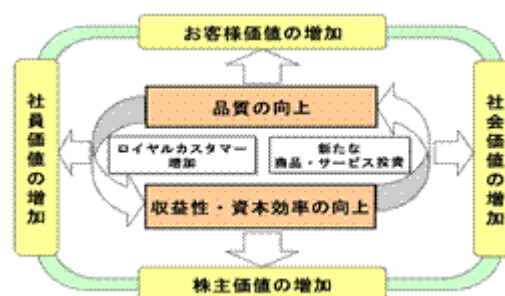 お客様価値の増加
社員価値の増加
品質の向上
社会価値の増加
ロイヤルカスタマー
増加
新たな
商品・サービス投資
収益性・資本効率の向上
株主価値の増加